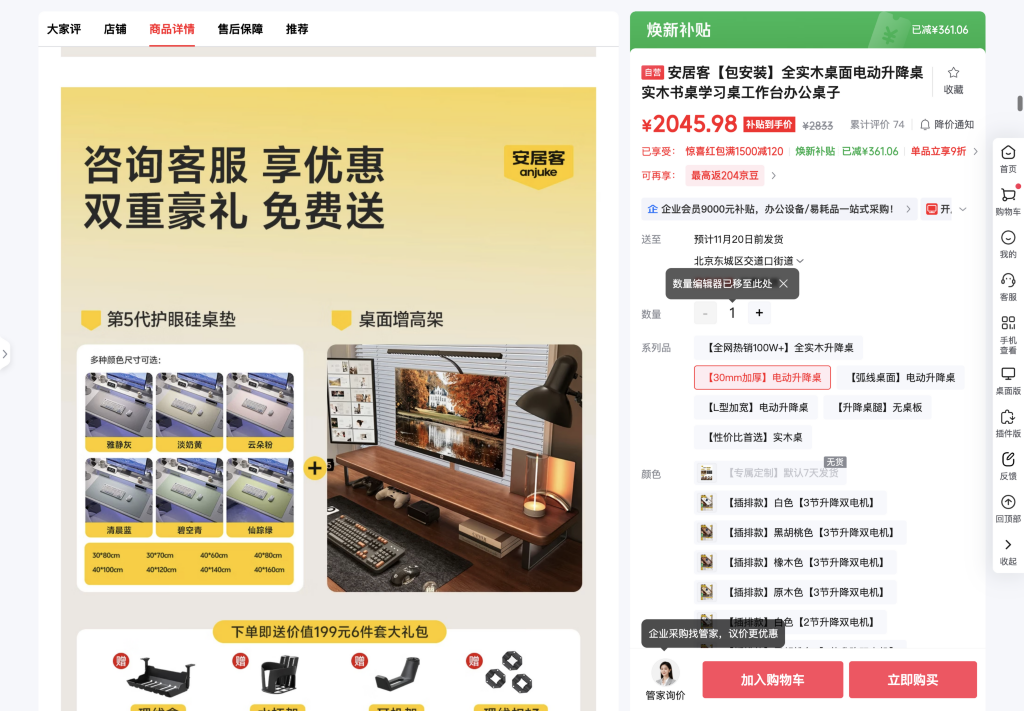 大家评 店铺 商品详情 售后保障 推荐
咨询客服 享优惠
双重豪礼 免费送
安居客
anjuke
第5代护眼硅桌垫
桌面增高架
多种颜色尺寸可选:
雅静灰 淡奶黄 云朵粉
清晨蓝 碧空青 仙踪绿
30*80cm 30*70cm 40*60cm 40*80cm
40*100cm 40*120cm 40*140cm 40*160cm
下单即送价值199元6件套大礼包
赠 赠 赠 赠
焕新补贴
已减¥361.06
自营 安居客【包安装】全实木桌面电动升降桌
实木书桌学习桌工作台办公桌子
收藏
¥2045.98 补贴到手价 ¥2833 累计评价 74 降价通知
已享受: 惊喜红包满1500减120 焕新补贴 已减¥361.06 单品立享9折
可再享: 最高返204京豆
企业会员9000元补贴，办公设备/易耗品一站式采购！
开.
送至 预计11月20日前发货
北京东城区交道口街道
数量编辑器已移至此处
数量 - 1 +
系列品 【全网热销100W+】全实木升降桌
【30mm加厚】电动升降桌 【弧线桌面】电动升降桌
【L型加宽】电动升降桌 【升降桌腿】无桌板
【性价比首选】实木桌
颜色 【专属定制】默认7天发货 无货
【插排款】白色【3节升降双电机】
【插排款】黑胡桃色【3节升降双电机】
【插排款】橡木色【3节升降双电机】
【插排款】原木色【3节升降双电机】
【插排款】白色【2节升降双电机】
企业采购找管家，议价更优惠
管家询价
加入购物车
立即购买
首页
购物车
我的
客服
手机
查看
桌面版
插件版
反馈
回顶部
收起